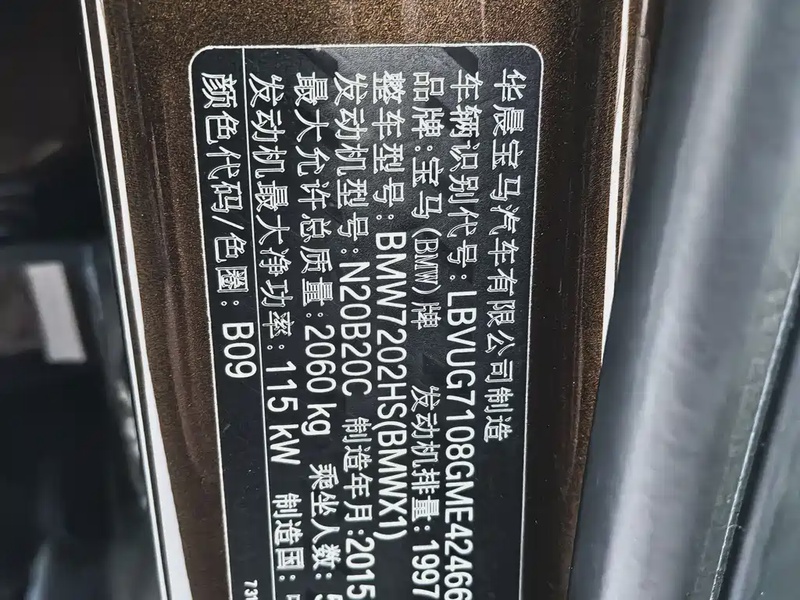 华晨宝马汽车有限公司制造
车辆识别代号:LBVUG7108GME42466
品牌:宝马(BMW)牌 发动机排量:1997
整车型号:BMW7202HS(BMWX1)
发动机型号:N20B20C 制造年月:2015
最大允许总质量:2060 kg 乘坐人数:5
发动机最大净功率:115 kW 制造国:
颜色代码/色圈:B09
731